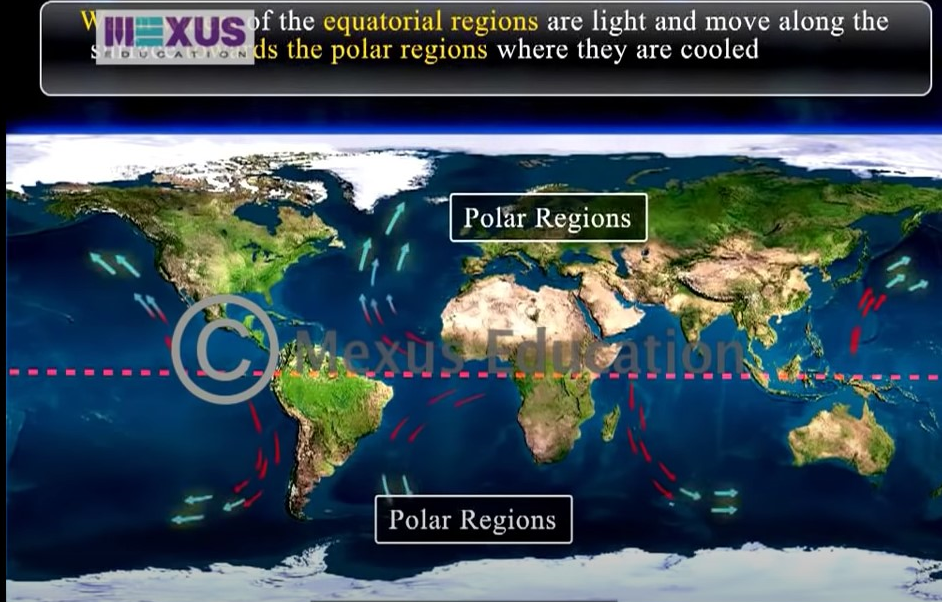 of the equatorial regions are light and move along the
ds the polar regions where they are cooled
MEXUS
EDUCATION
Polar Regions
© Mexus Education
Polar Regions